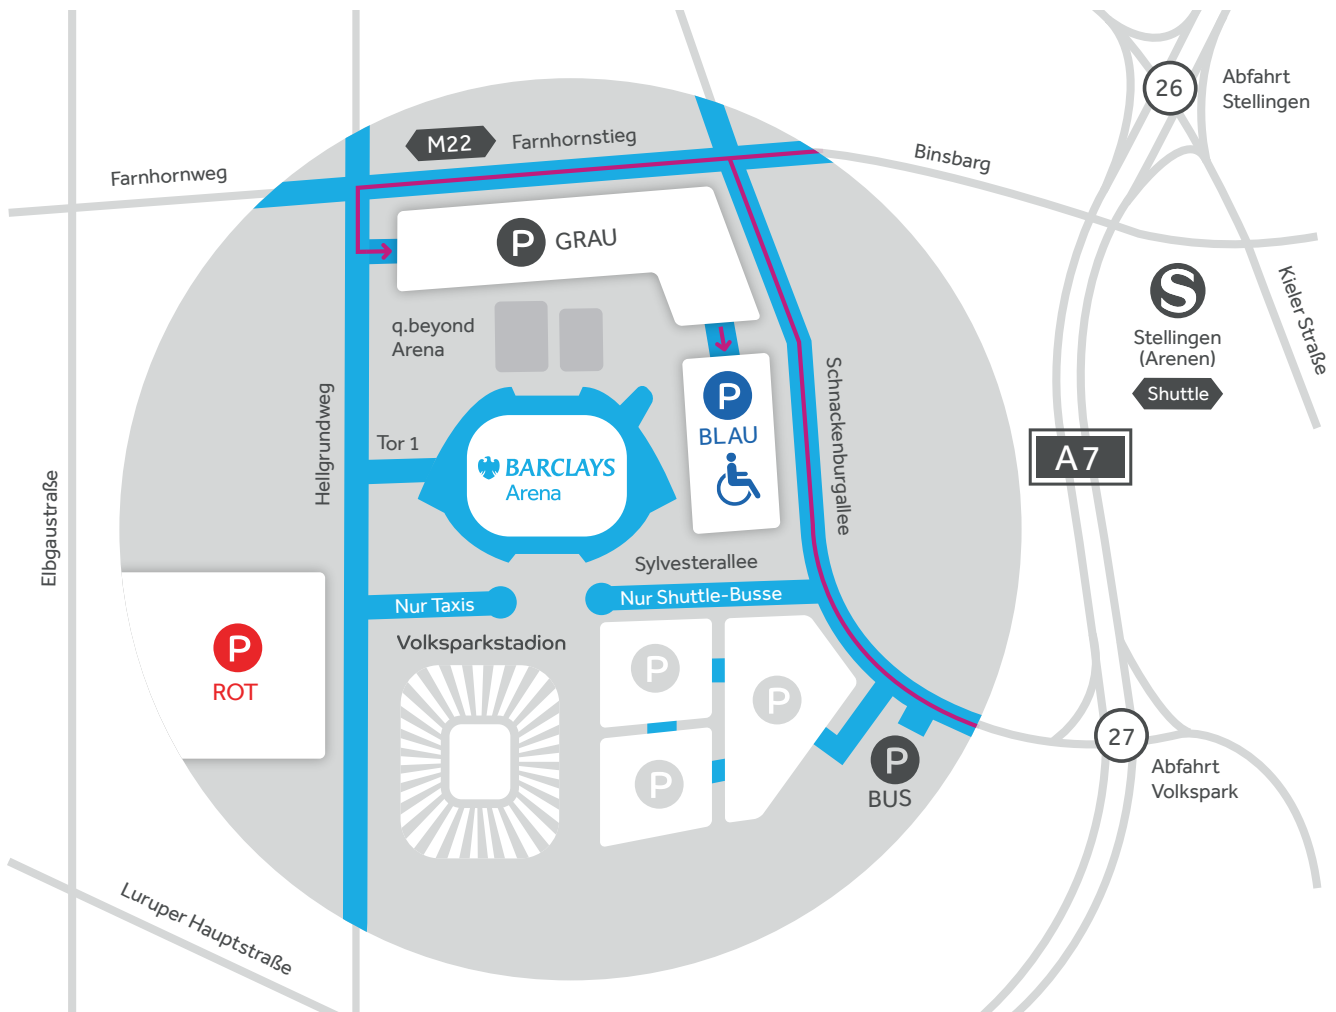 26
Abfahrt
Stellingen
M22
Farnhornstieg
Binsbarg
Farnhornweg
P GRAU
S
Stellingen
(Arenen)
Shuttle
Kieler Straße
q.beyond
Arena
P
BLAU
Schnackenburgallee
Hellgrundweg
Tor 1
BARCLAYS
Arena
A 7
Elbgaustraße
Sylvesterallee
Nur Taxis
Nur Shuttle-Busse
Volksparkstadion
P
ROT
P
P
P
27
Abfahrt
Volkspark
P
BUS
Luruper Hauptstraße